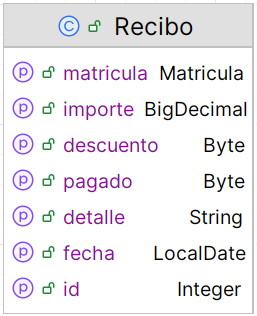 C Recibo
p matricula Matricula
p importe BigDecimal
p descuento Byte
p pagado Byte
p detalle String
p fecha LocalDate
p id Integer